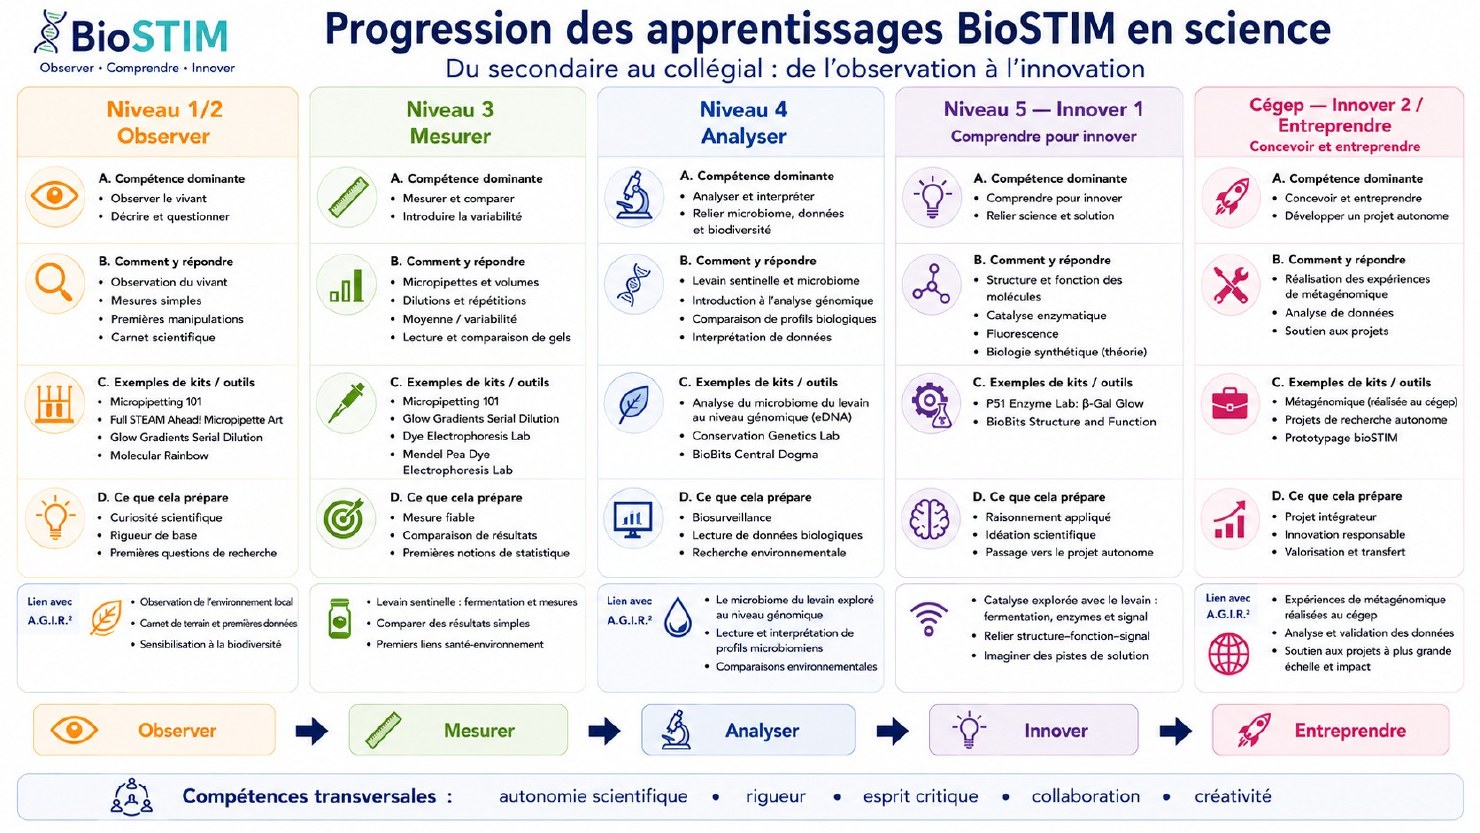 BioSTIM
Observer · Comprendre · Innover
Progression des apprentissages BioSTIM en science
Du secondaire au collégial : de l'observation à l'innovation
Niveau 1/2
Observer
A. Compétence dominante
• Observer le vivant
• Décrire et questionner
B. Comment y répondre
• Observation du vivant
• Mesures simples
• Premières manipulations
• Carnet scientifique
C. Exemples de kits / outils
• Micropipetting 101
• Full STEAM Ahead! Micropipette Art
• Glow Gradients Serial Dilution
• Molecular Rainbow
D. Ce que cela prépare
• Curiosité scientifique
• Rigueur de base
• Premières questions de recherche
Lien avec
A.G.I.R.²
• Observation de l'environnement local
• Carnet de terrain et premières données
• Sensibilisation à la biodiversité
Niveau 3
Mesurer
A. Compétence dominante
• Mesurer et comparer
• Introduire la variabilité
B. Comment y répondre
• Micropipettes et volumes
• Dilutions et répétitions
• Moyenne / variabilité
• Lecture et comparaison de gels
C. Exemples de kits / outils
• Micropipetting 101
• Glow Gradients Serial Dilution
• Dye Electrophoresis Lab
• Mendel Pea Dye
Electrophoresis Lab
D. Ce que cela prépare
• Mesure fiable
• Comparaison de résultats
• Premières notions de statistique
• Levain sentinelle : fermentation et mesures
• Comparer des résultats simples
• Premiers liens santé-environnement
Niveau 4
Analyser
A. Compétence dominante
• Analyser et interpréter
• Relier microbiome, données
et biodiversité
B. Comment y répondre
• Levain sentinelle et microbiome
• Introduction à l'analyse génomique
• Comparaison de profils biologiques
• Interprétation de données
C. Exemples de kits / outils
• Analyse du microbiome du levain
au niveau génomique (eDNA)
• Conservation Genetics Lab
• BioBits Central Dogma
D. Ce que cela prépare
• Biosurveillance
• Lecture de données biologiques
• Recherche environnementale
Lien avec
A.G.I.R.²
• Le microbiome du levain exploré
au niveau génomique
• Lecture et interprétation de
profils microbiomiens
• Comparaisons environnementales
Niveau 5 — Innover 1
Comprendre pour innover
A. Compétence dominante
• Comprendre pour innover
• Relier science et solution
B. Comment y répondre
• Structure et fonction des
molécules
• Catalyse enzymatique
• Fluorescence
• Biologie synthétique (théorie)
C. Exemples de kits / outils
• P51 Enzyme Lab: β-Gal Glow
• BioBits Structure and Function
D. Ce que cela prépare
• Raisonnement appliqué
• Idéation scientifique
• Passage vers le projet autonome
• Catalyse explorée avec le levain :
fermentation, enzymes et signal
• Relier structure–fonction–signal
• Imaginer des pistes de solution
Cégep — Innover 2 /
Entreprendre
Concevoir et entreprendre
A. Compétence dominante
• Concevoir et entreprendre
• Développer un projet autonome
B. Comment y répondre
• Réalisation des expériences
de métagénomique
• Analyse de données
• Soutien aux projets
C. Exemples de kits / outils
• Métagénomique (réalisée au cégep)
• Projets de recherche autonome
• Prototypage bioSTIM
D. Ce que cela prépare
• Projet intégrateur
• Innovation responsable
• Valorisation et transfert
Lien avec
A.G.I.R.²
• Expériences de métagénomique
réalisées au cégep
• Analyse et validation des données
• Soutien aux projets à plus grande
échelle et impact
Observer
Mesurer
Analyser
Innover
Entreprendre
Compétences transversales : autonomie scientifique • rigueur • esprit critique • collaboration • créativité